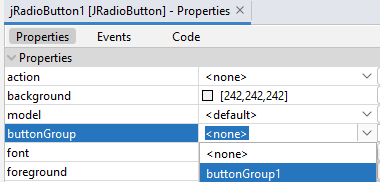 jRadioButton1 [JRadioButton] - Properties ×
Properties Events Code
Properties
action <none>
background [242,242,242]
model <default>
buttonGroup <none>
font <none>
foreground buttonGroup1